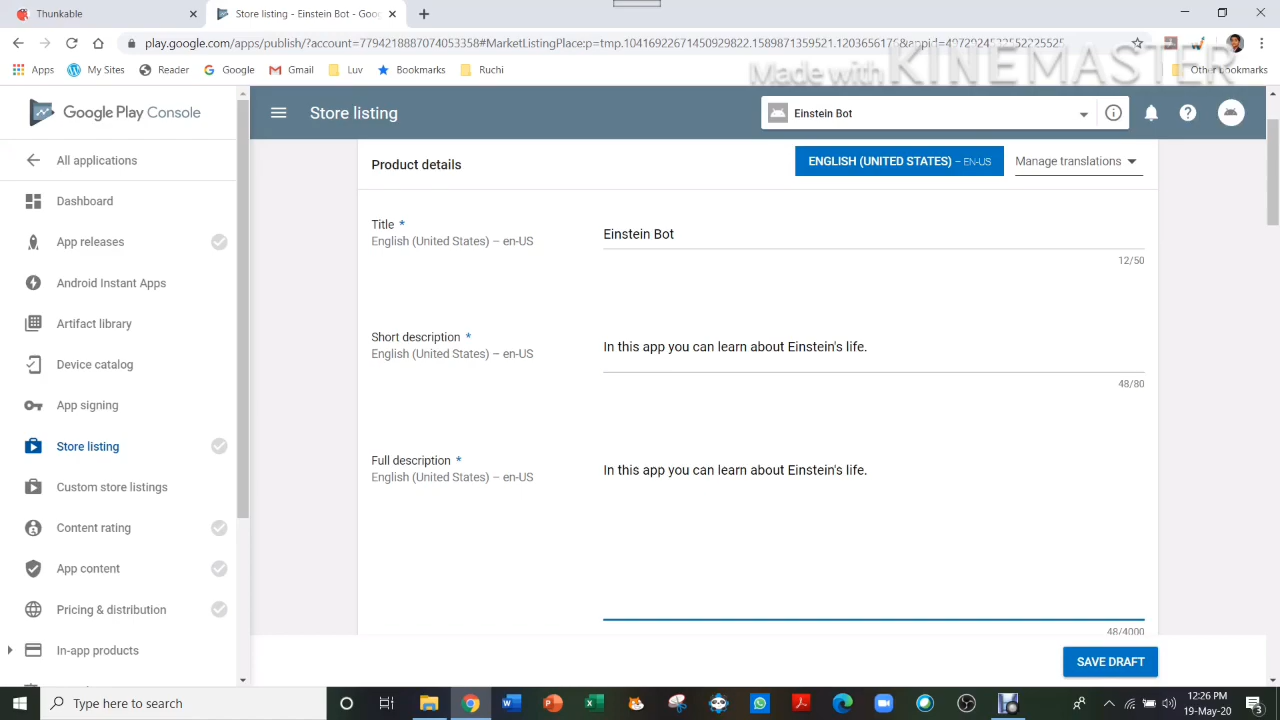 Thunkable
Store listing - Einstein Bot - Goo
play.google.com/apps/publish/?account=7794218887074053358#MarketListingPlace:p=tmp.10416922671450929822.1589871359521.1203656176&appid=4972924532552225525
Apps
My Sites
Reader
Google
Gmail
Luv
Bookmarks
Ruchi
Other bookmarks
Made with KINEMASTER
Google Play Console
Store listing
Einstein Bot
All applications
Product details
ENGLISH (UNITED STATES) – EN-US
Manage translations
Dashboard
App releases
Android Instant Apps
Artifact library
Device catalog
App signing
Store listing
Custom store listings
Content rating
App content
Pricing & distribution
In-app products
Title *
English (United States) – en-US
Einstein Bot
12/50
Short description *
English (United States) – en-US
In this app you can learn about Einstein's life.
48/80
Full description *
English (United States) – en-US
In this app you can learn about Einstein's life.
48/4000
SAVE DRAFT
Type here to search
12:26 PM
19-May-20
3